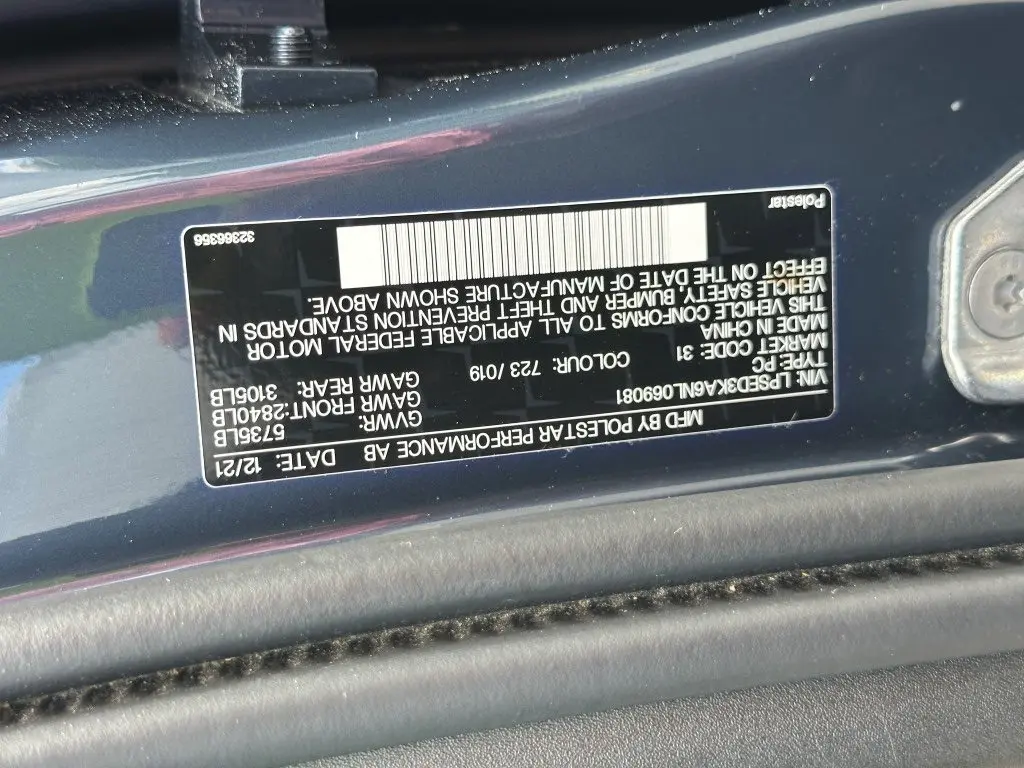 MFD BY POLESTAR PERFORMANCE AB DATE: 12/21
VIN: LPSED3KA6NL069081 GVWR: 5735LB
TYPE: PC GAWR FRONT:2840LB
MARKET CODE: 31 COLOUR: 723 /019 GAWR REAR: 3105LB
MADE IN CHINA
THIS VEHICLE CONFORMS TO ALL APPLICABLE FEDERAL MOTOR
VEHICLE SAFETY, BUMPER AND THEFT PREVENTION STANDARDS IN
EFFECT ON THE DATE OF MANUFACTURE SHOWN ABOVE.
Polestar 32366356